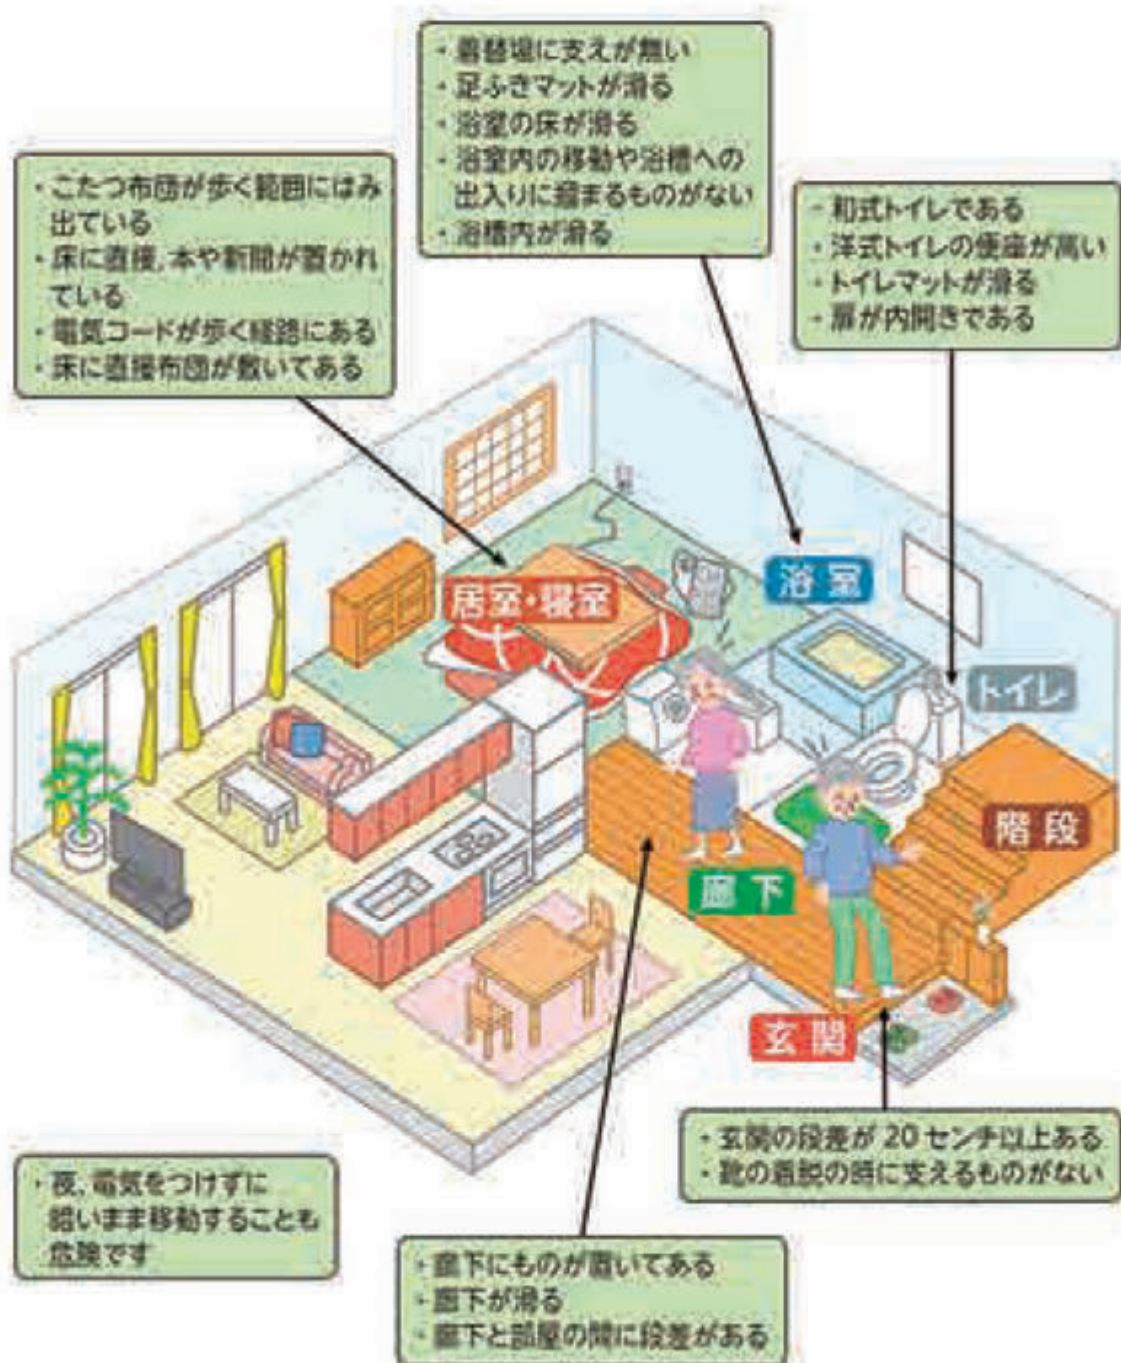 ・着替場に支えが無い
・足ふきマットが滑る
・浴室の床が滑る
・浴室内の移動や浴槽への
出入りに掴まるものがない
・浴槽内が滑る
・こたつ布団が歩く範囲にはみ
出ている
・床に直接,本や新聞が置かれ
ている
・電気コードが歩く経路にある
・床に直接布団が敷いてある
・和式トイレである
・洋式トイレの便座が高い
・トイレマットが滑る
・扉が内開きである
浴室
居室・寝室
トイレ
階段
廊下
玄関
・玄関の段差が 20 センチ以上ある
・靴の着脱の時に支えるものがない
・夜,電気をつけずに
暗いまま移動することも
危険です
・廊下にものが置いてある
・廊下が滑る
・廊下と部屋の間に段差がある